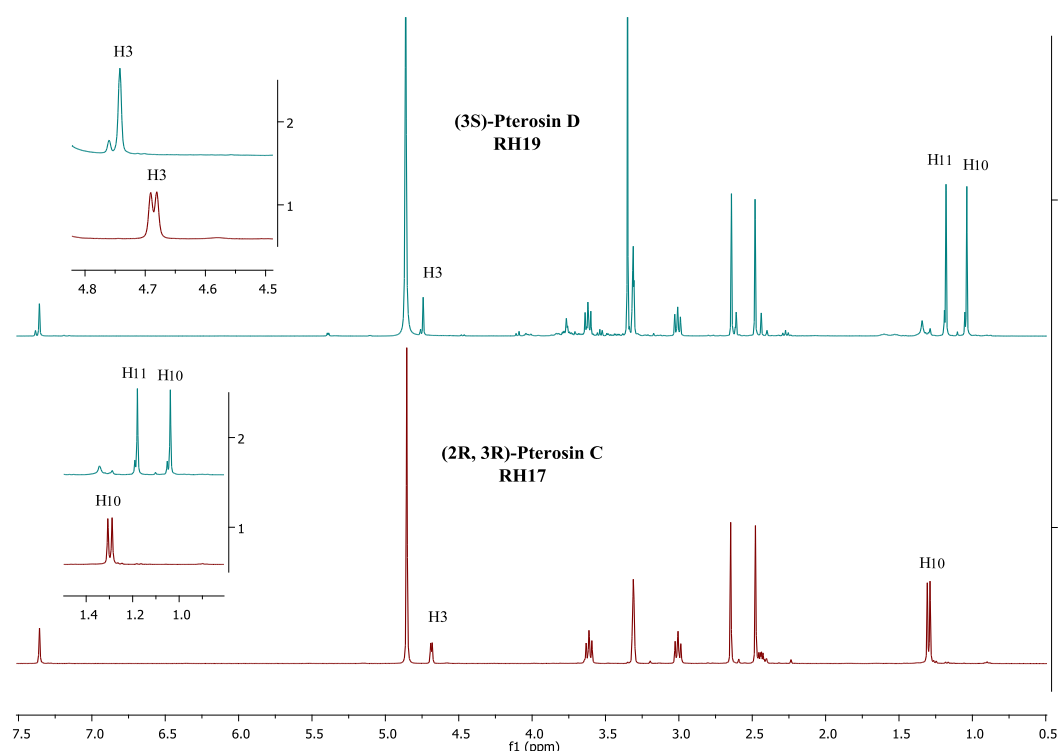 H3
2
H3
1
4.8 4.7 4.6 4.5
(3S)-Pterosin D
RH19
H3
H11 H10
H11 H10
2
H10
1
1.4 1.2 1.0
(2R, 3R)-Pterosin C
RH17
H3
H10
7.5 7.0 6.5 6.0 5.5 5.0 4.5 4.0 3.5 3.0 2.5 2.0 1.5 1.0 0.5
f1 (ppm)